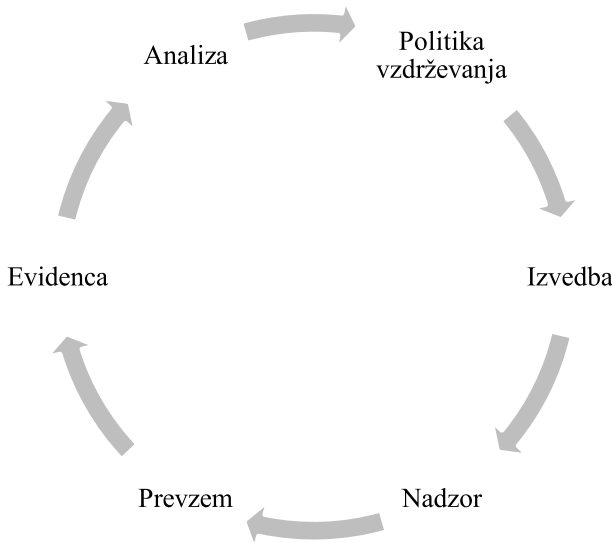 Analiza
Politika
vzdrževanja
Evidenca
Izvedba
Prevzem
Nadzor